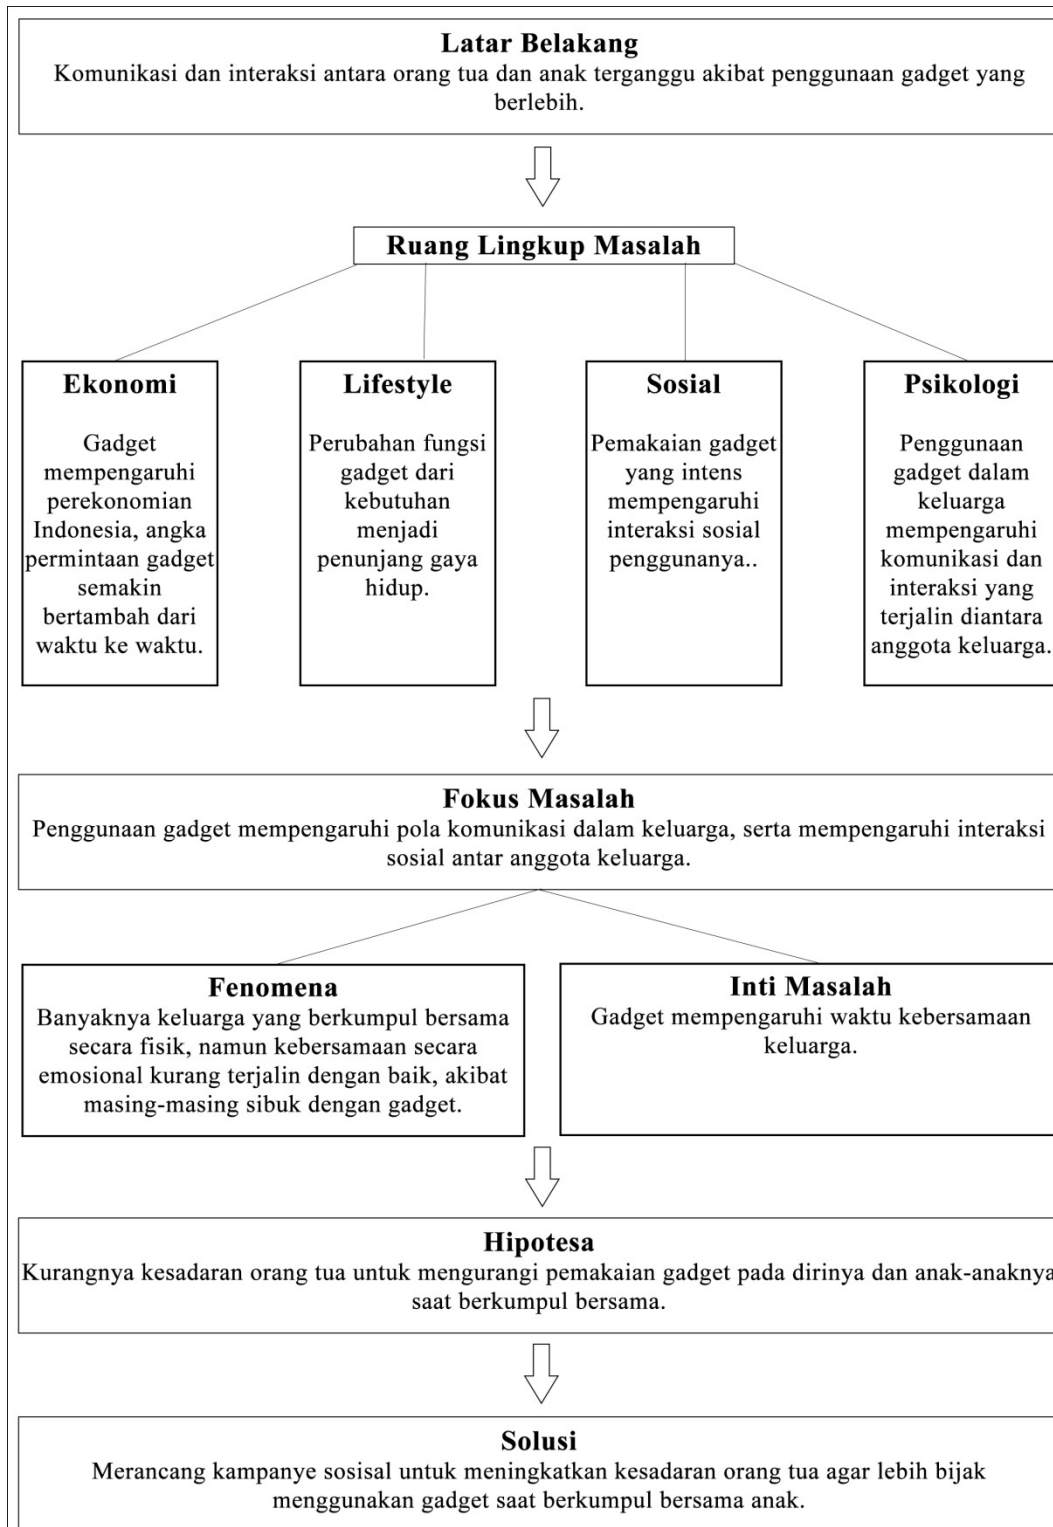 Latar Belakang
Komunikasi dan interaksi antara orang tua dan anak terganggu akibat penggunaan gadget yang
berlebih.
Ruang Lingkup Masalah
Ekonomi
Gadget
mempengaruhi
perekonomian
Indonesia, angka
permintaan gadget
semakin
bertambah dari
waktu ke waktu.
Lifestyle
Perubahan fungsi
gadget dari
kebutuhan
menjadi
penunjang gaya
hidup.
Sosial
Pemakaian gadget
yang intens
mempengaruhi
interaksi sosial
penggunanya..
Psikologi
Penggunaan
gadget dalam
keluarga
mempengaruhi
komunikasi dan
interaksi yang
terjalin diantara
anggota keluarga.
Fokus Masalah
Penggunaan gadget mempengaruhi pola komunikasi dalam keluarga, serta mempengaruhi interaksi
sosial antar anggota keluarga.
Fenomena
Banyaknya keluarga yang berkumpul bersama
secara fisik, namun kebersamaan secara
emosional kurang terjalin dengan baik, akibat
masing-masing sibuk dengan gadget.
Inti Masalah
Gadget mempengaruhi waktu kebersamaan
keluarga.
Hipotesa
Kurangnya kesadaran orang tua untuk mengurangi pemakaian gadget pada dirinya dan anak-anaknya
saat berkumpul bersama.
Solusi
Merancang kampanye sosisal untuk meningkatkan kesadaran orang tua agar lebih bijak
menggunakan gadget saat berkumpul bersama anak.